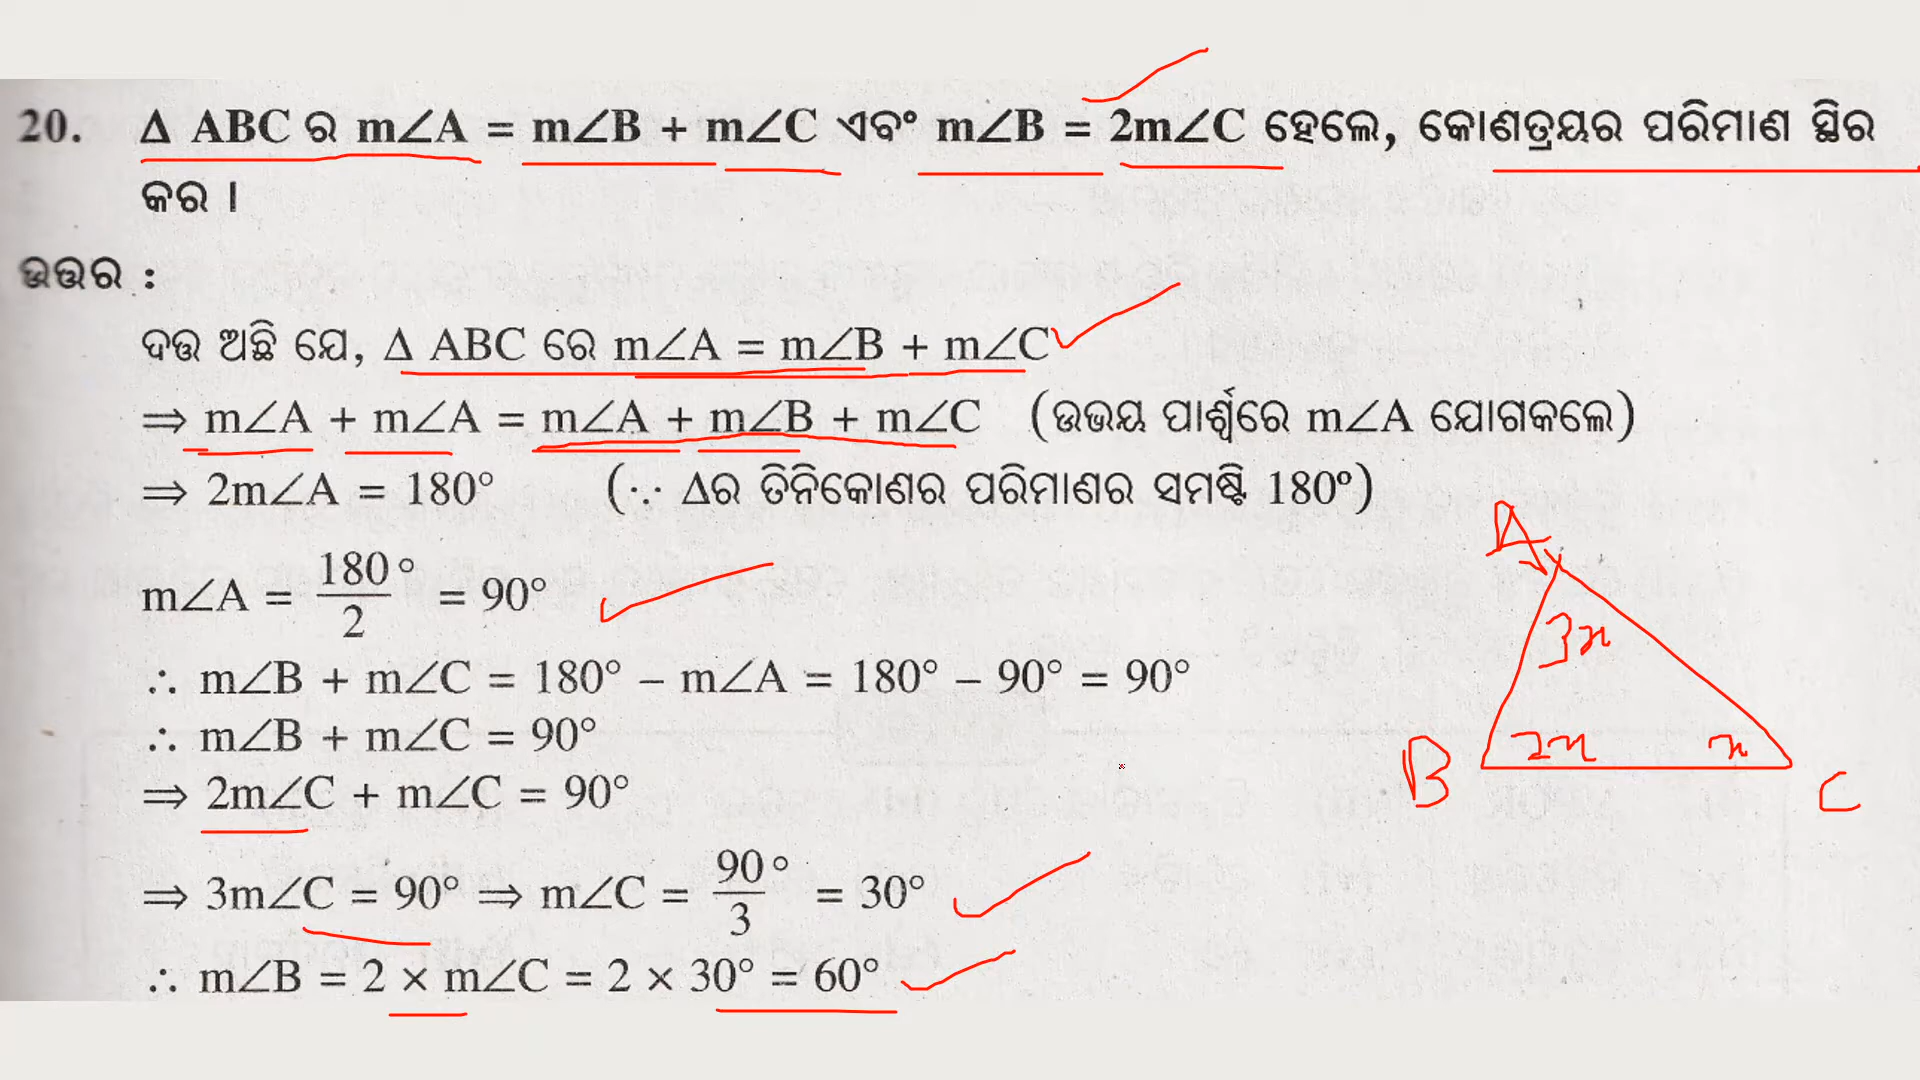 20. Δ ABC ର m∠A = m∠B + m∠C ଏବଂ m∠B = 2m∠C ହେଲେ, କୋଣତ୍ରୟର ପରିମାଣ ସ୍ଥିର
କର ।
ଉତ୍ତର :
ଦତ୍ତ ଅଛି ଯେ, Δ ABC ରେ m∠A = m∠B + m∠C
⇒ m∠A + m∠A = m∠A + m∠B + m∠C (ଉଭୟ ପାର୍ଶ୍ୱରେ m∠A ଯୋଗକଲେ)
⇒ 2m∠A = 180° (∵ Δର ତିନିକୋଣର ପରିମାଣର ସମଷ୍ଟି 180°)
m∠A = 180°/2 = 90°
∴ m∠B + m∠C = 180° – m∠A = 180° – 90° = 90°
∴ m∠B + m∠C = 90°
⇒ 2m∠C + m∠C = 90°
⇒ 3m∠C = 90° ⇒ m∠C = 90°/3 = 30°
∴ m∠B = 2 × m∠C = 2 × 30° = 60°
A
3x
B 2x x C